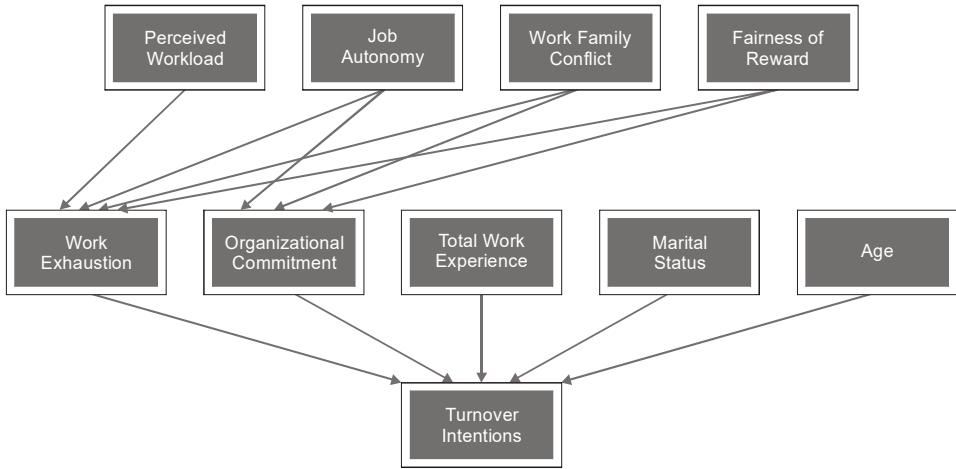 Perceived
Workload
Job
Autonomy
Work Family
Conflict
Fairness of
Reward
Work
Exhaustion
Organizational
Commitment
Total Work
Experience
Marital
Status
Age
Turnover
Intentions